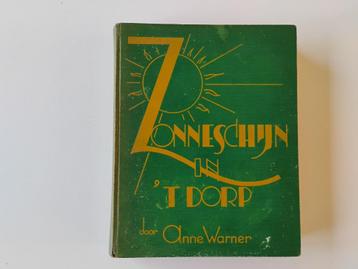 ZONNESCHIJN
IN
'T DORP
door Anne Warner